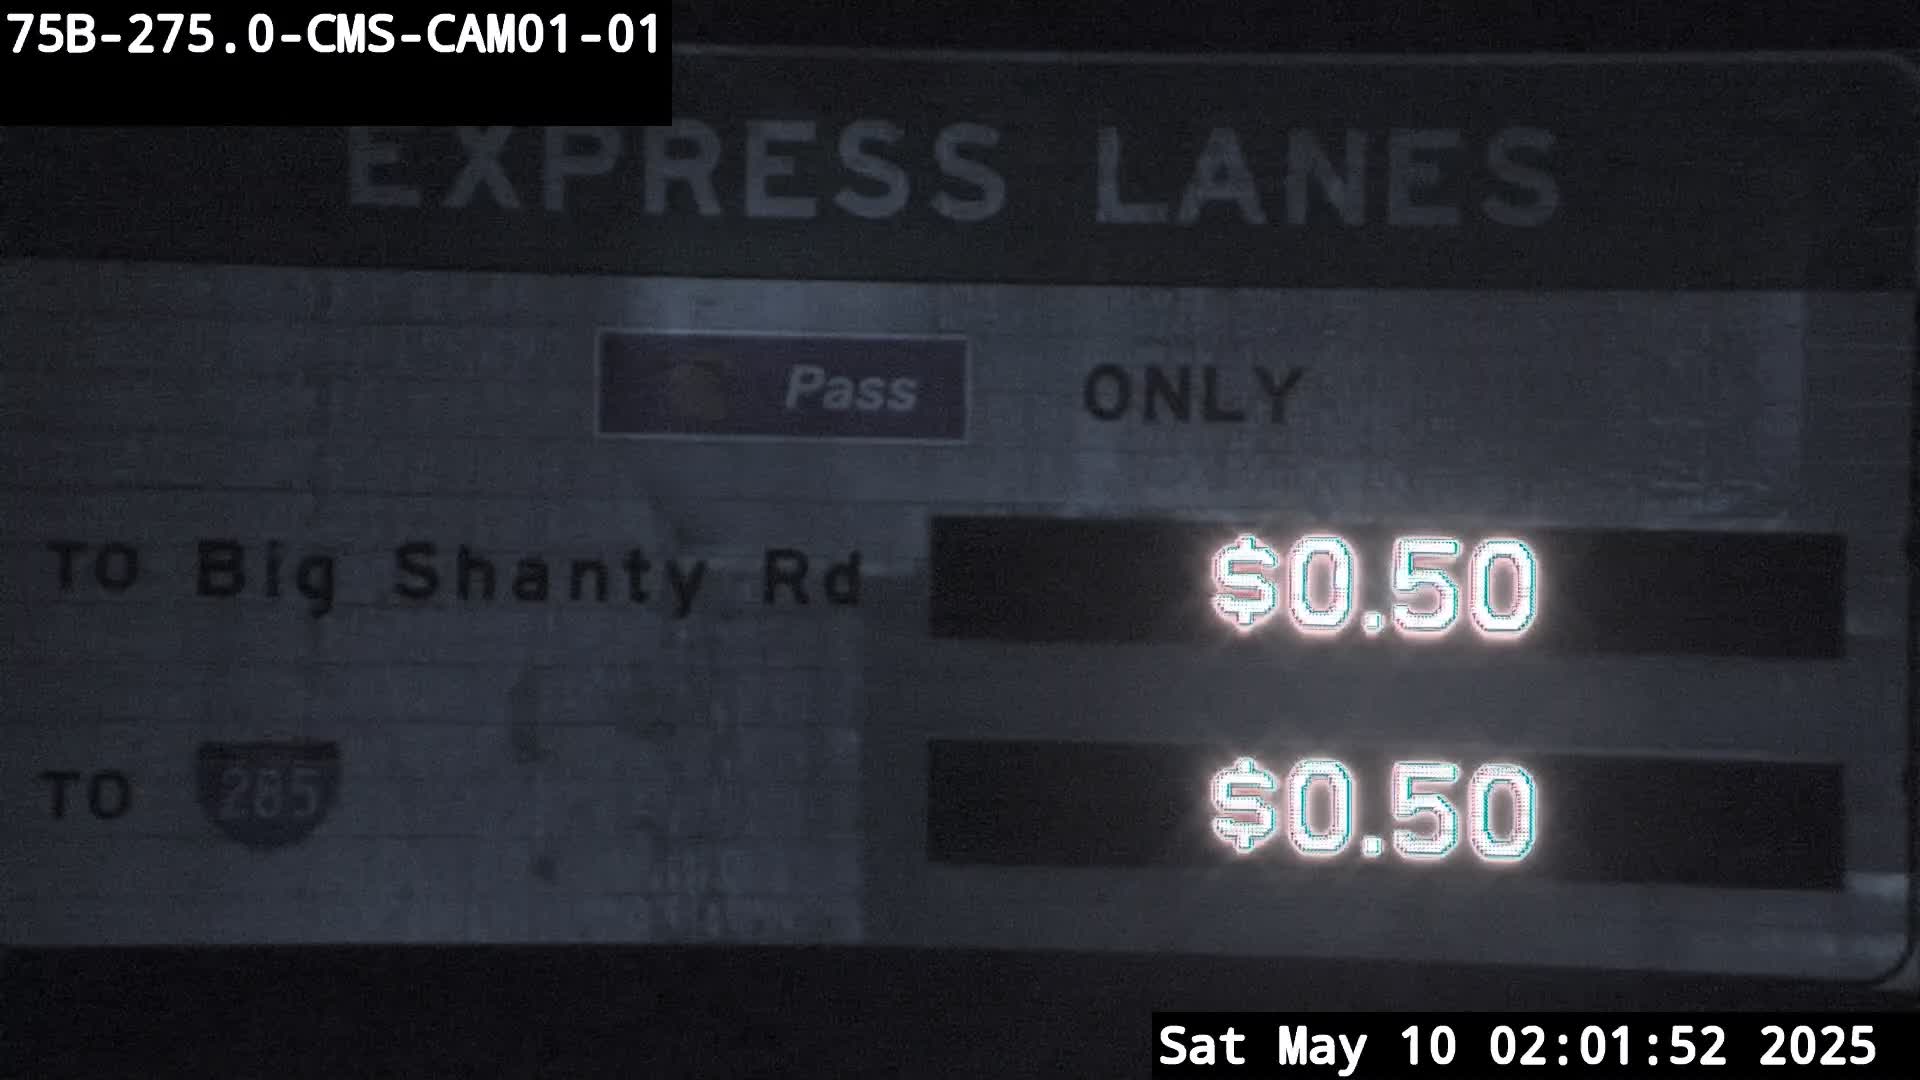 75B-275.0-CMS-CAM01-01
EXPRESS LANES
Pass ONLY
TO Big Shanty Rd $0.50
TO 285 $0.50
Sat May 10 02:01:52 2025